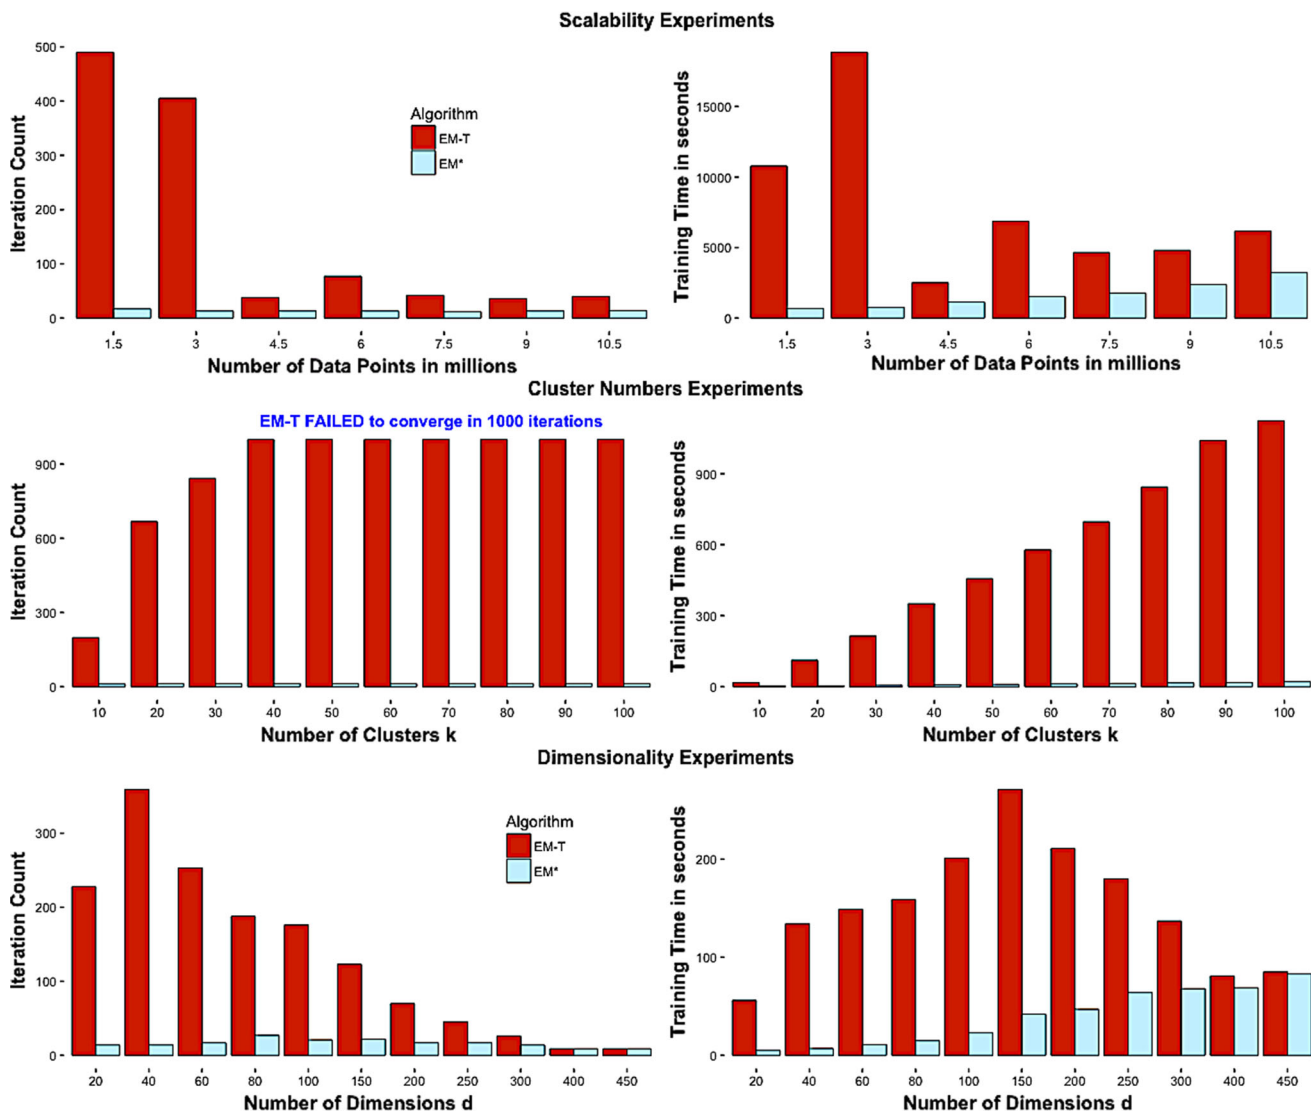 Scalability Experiments
Iteration Count
500
400
300
200
100
0
Algorithm
EM-T
EM*
1.5 3 4.5 6 7.5 9 10.5
Number of Data Points in millions
Training Time in seconds
15000
10000
5000
0
1.5 3 4.5 6 7.5 9 10.5
Number of Data Points in millions
Cluster Numbers Experiments
EM-T FAILED to converge in 1000 iterations
Iteration Count
900
600
300
0
10 20 30 40 50 60 70 80 90 100
Number of Clusters k
Training Time in seconds
900
600
300
0
10 20 30 40 50 60 70 80 90 100
Number of Clusters k
Dimensionality Experiments
Iteration Count
300
200
100
0
Algorithm
EM-T
EM*
20 40 60 80 100 150 200 250 300 400 450
Number of Dimensions d
Training Time in seconds
200
100
0
20 40 60 80 100 150 200 250 300 400 450
Number of Dimensions d